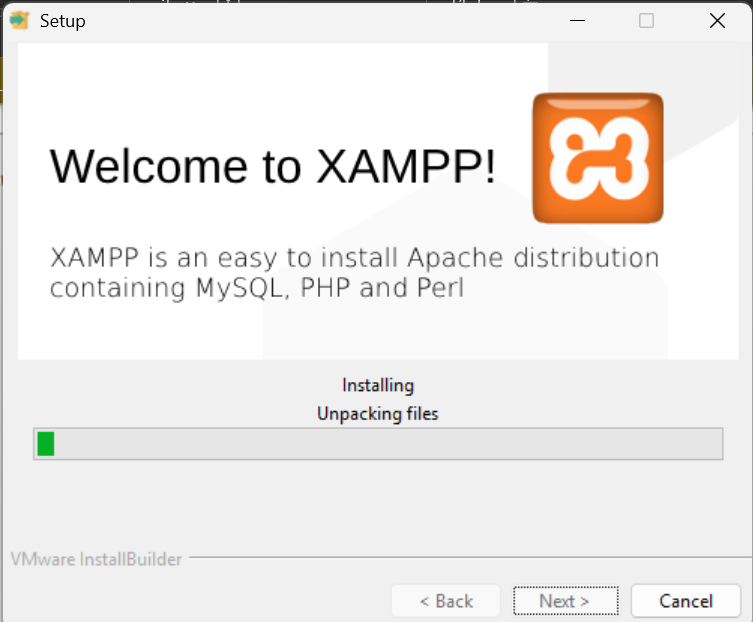 Setup
Welcome to XAMPP!
XAMPP is an easy to install Apache distribution
containing MySQL, PHP and Perl
Installing
Unpacking files
VMware InstallBuilder
< Back
Next >
Cancel